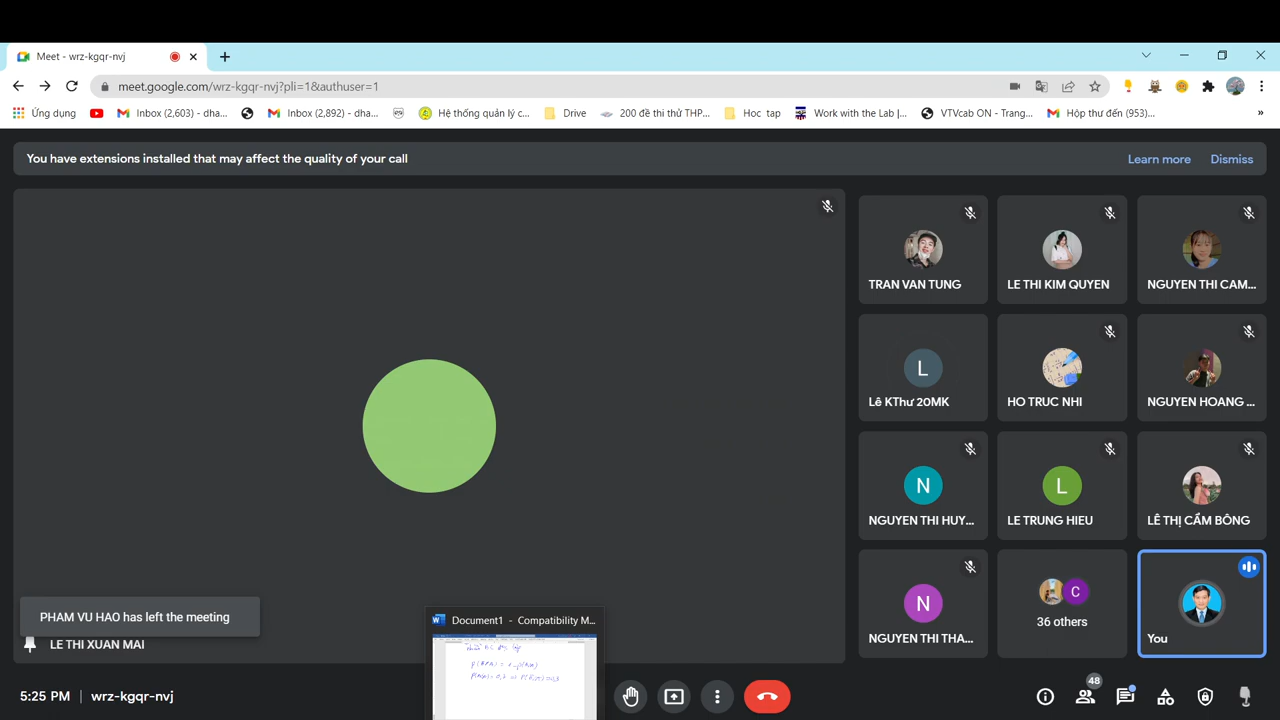 Meet - wrz-kgqr-nvj
meet.google.com/wrz-kgqr-nvj?pli=1&authuser=1
Ứng dụng
Inbox (2,603) - dha...
Inbox (2,892) - dha...
Hệ thống quản lý c...
Drive
200 đề thi thử THP...
Hoc tap
Work with the Lab |...
VTVcab ON - Trang...
Hộp thư đến (953)...
»
You have extensions installed that may affect the quality of your call
Learn more
Dismiss
TRAN VAN TUNG
LE THI KIM QUYEN
NGUYEN THI CAM...
L
Lê KThư 20MK
HO TRUC NHI
NGUYEN HOANG ...
N
NGUYEN THI HUY...
L
LE TRUNG HIEU
LÊ THỊ CẨM BÔNG
N
NGUYEN THI THA...
C
36 others
You
PHAM VU HAO has left the meeting
LE THI XUAN MAI
Document1 - Compatibility M...
5:25 PM
wrz-kgqr-nvj
48